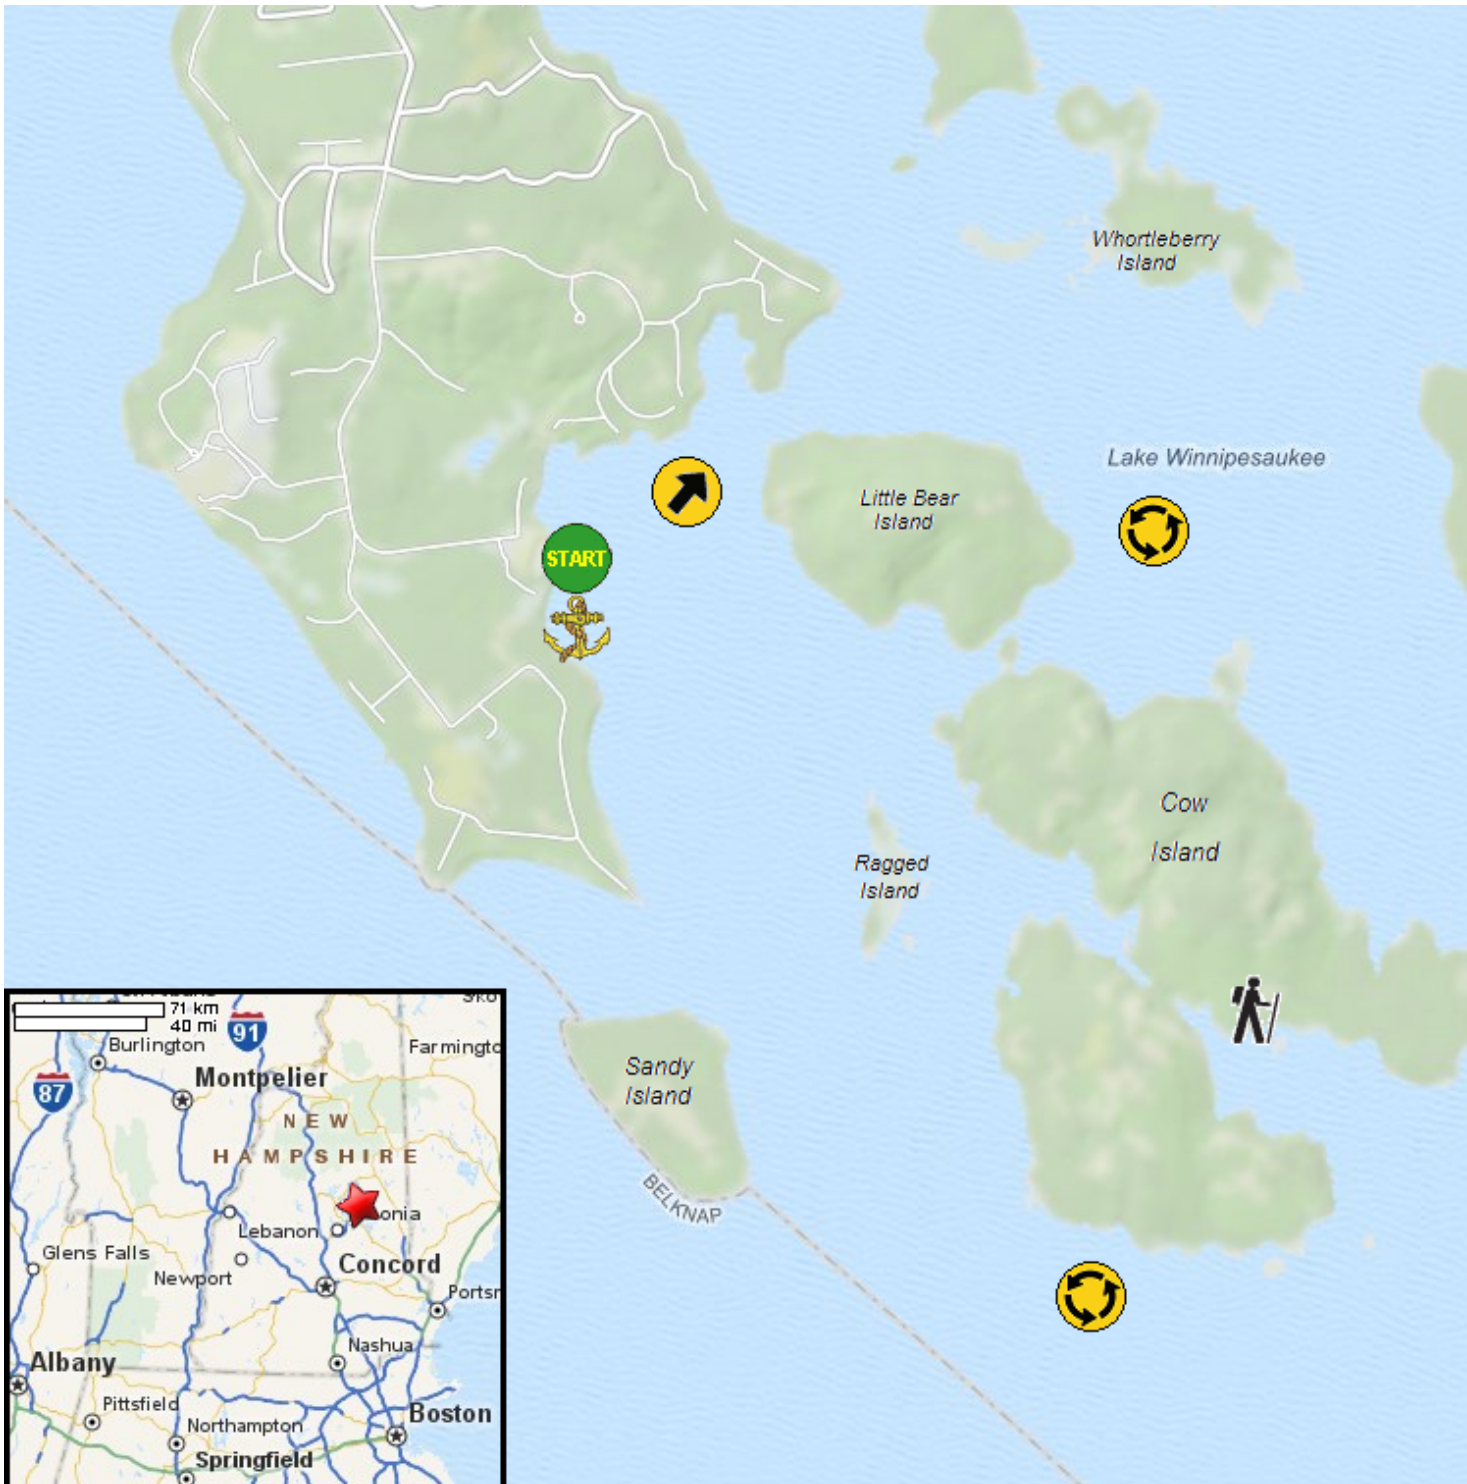 Whortleberry
Island
Lake Winnipesaukee
Little Bear
Island
START
Cow
Island
Ragged
Island
Sandy
Island
BELKNAP
71 km
40 mi
91
Burlington
Farmingto
87
Montpelier
NEW
HAMPSHIRE
onia
Lebanon
Glens Falls
Concord
Newport
Ports
Nashua
Albany
Pittsfield
Boston
Northampton
Springfield